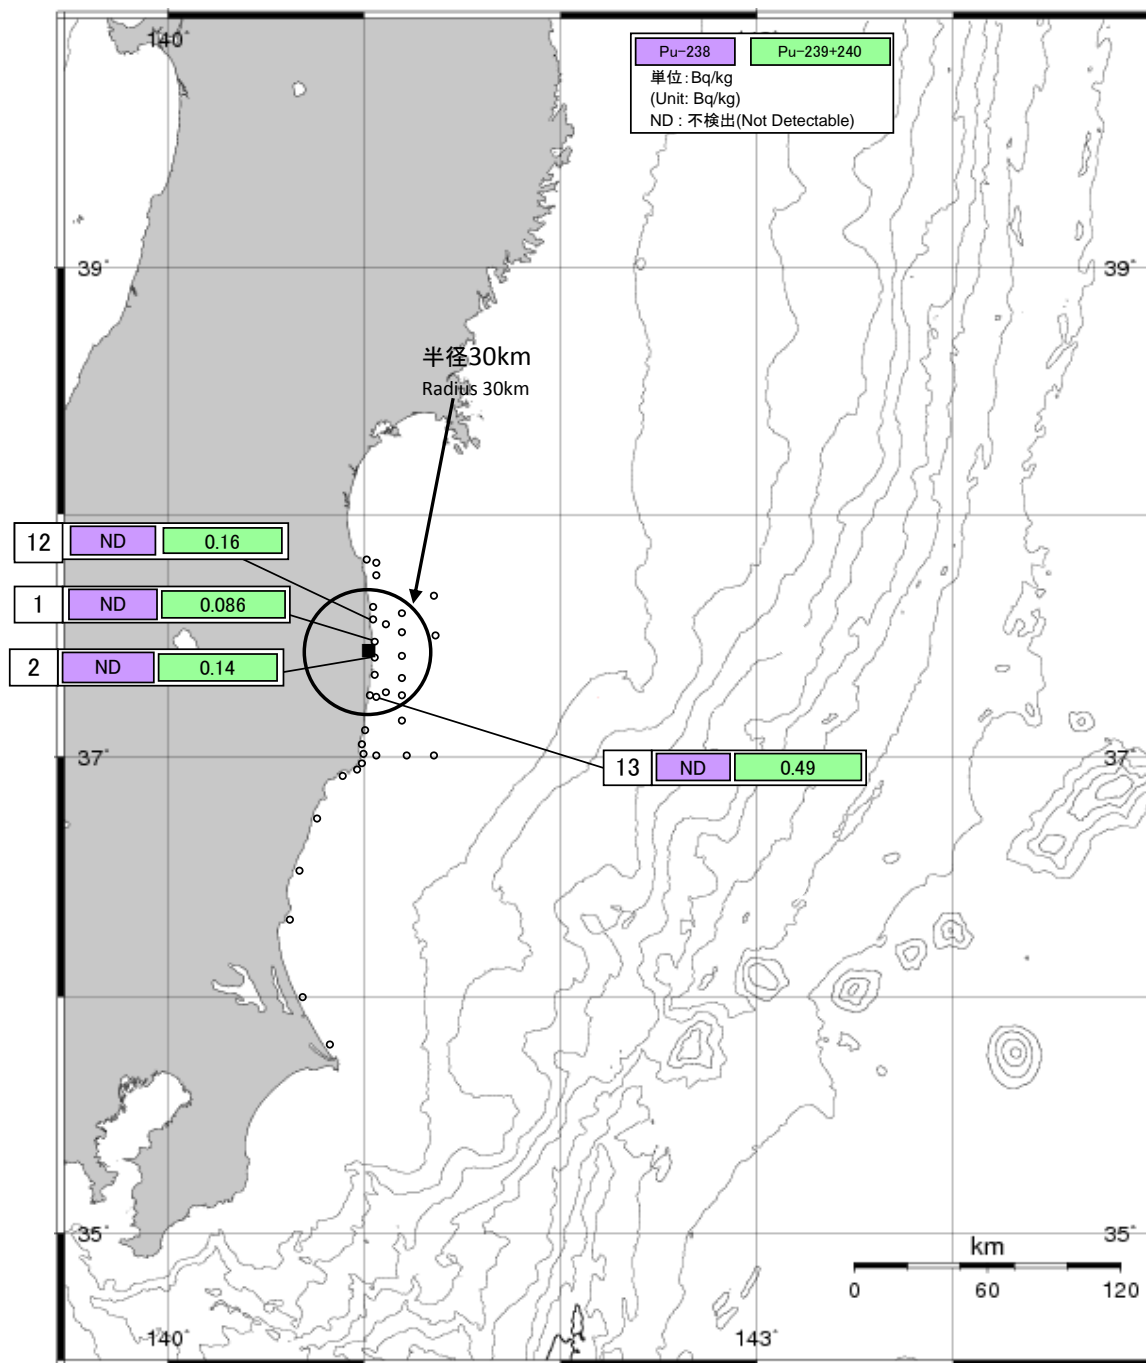 140°
Pu-238 Pu-239+240
単位:Bq/kg
(Unit: Bq/kg)
ND : 不検出(Not Detectable)
39° 39°
半径30km
Radius 30km
12 ND 0.16
1 ND 0.086
2 ND 0.14
37° 37°
13 ND 0.49
35° 35°
km
0 60 120
140° 143°